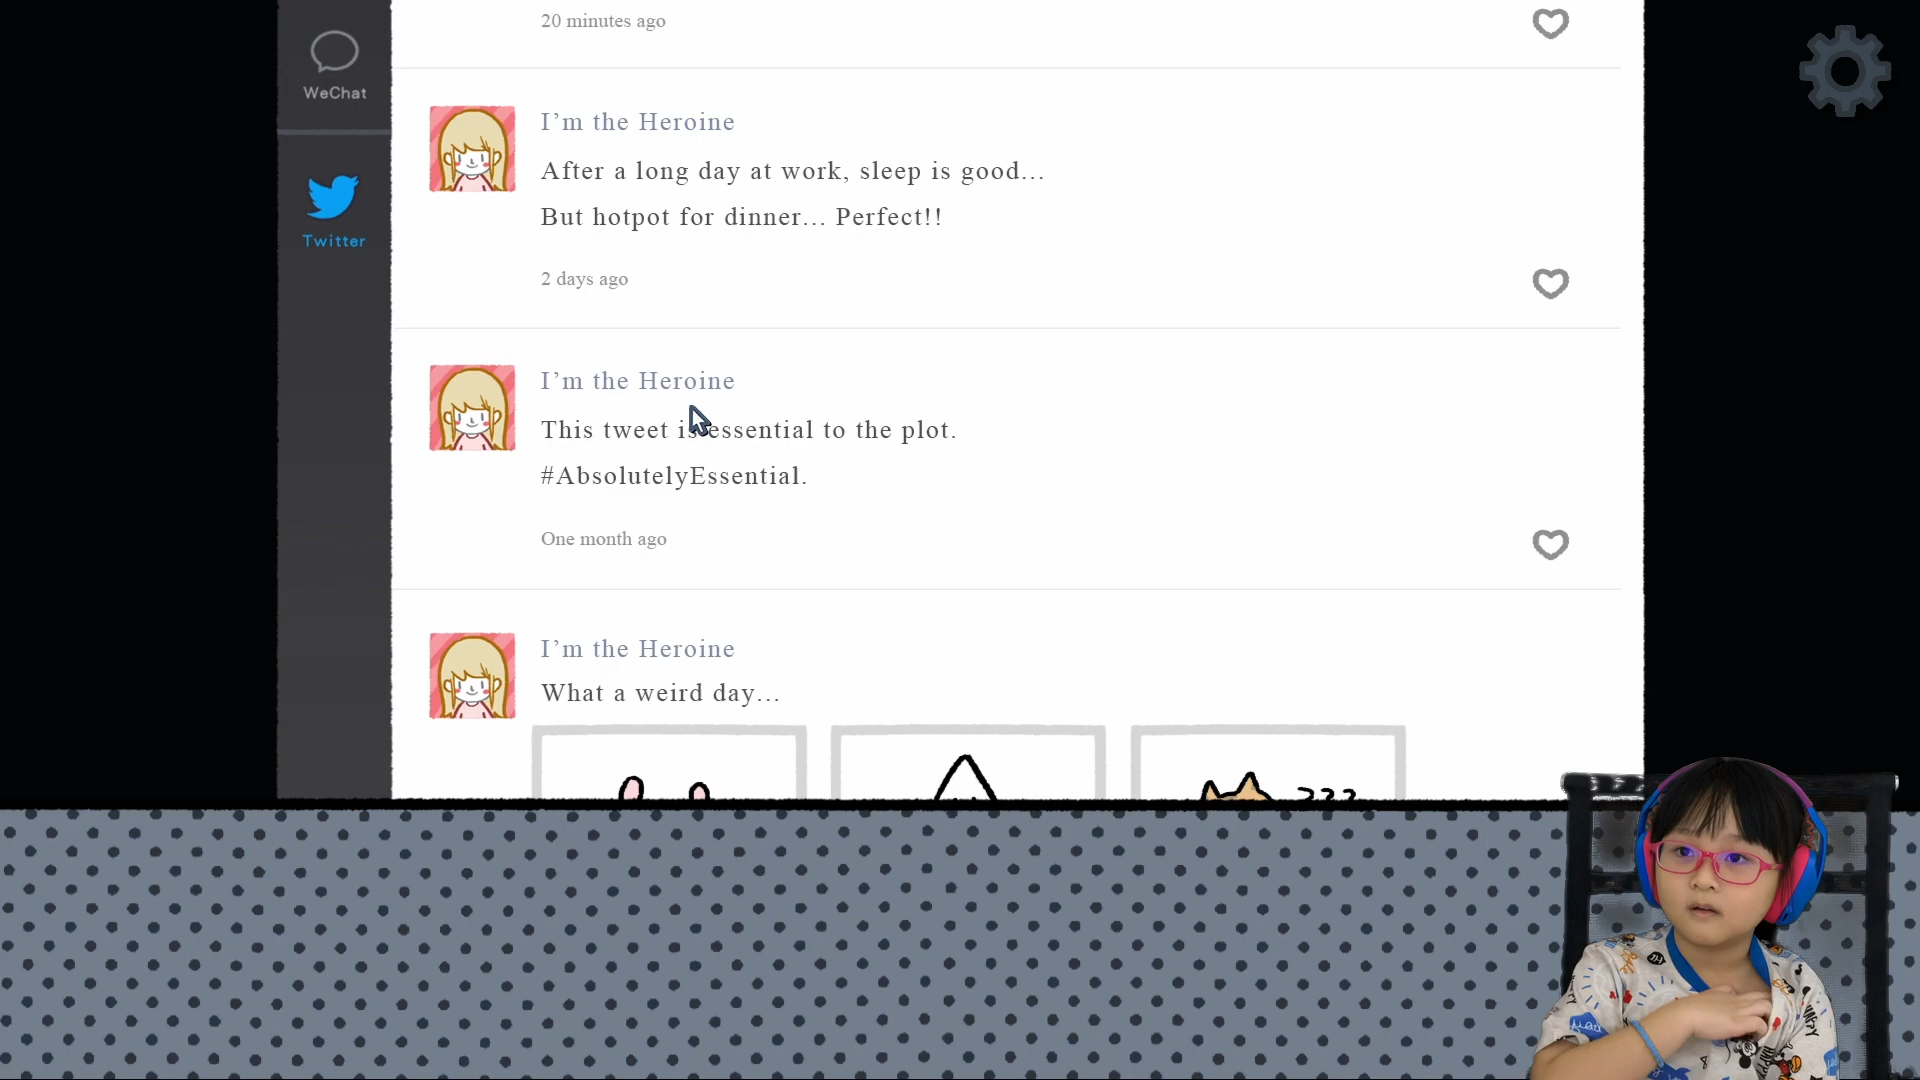 20 minutes ago
WeChat
I’m the Heroine
After a long day at work, sleep is good...
But hotpot for dinner... Perfect!!
Twitter
2 days ago
I’m the Heroine
This tweet is essential to the plot.
#AbsolutelyEssential.
One month ago
I’m the Heroine
What a weird day...